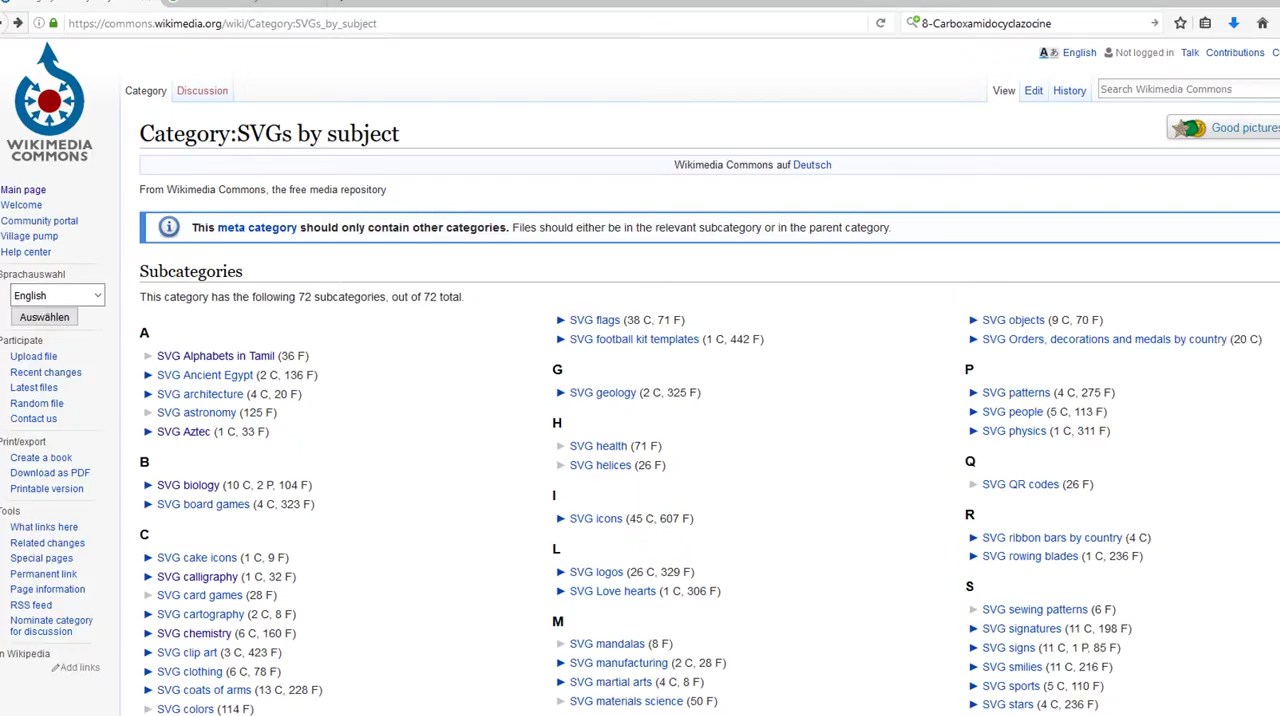 https://commons.wikimedia.org/wiki/Category:SVGs_by_subject
8-Carboxamidocyclazocine
English Not logged in Talk Contributions
Category Discussion View Edit History Search Wikimedia Commons
WIKIMEDIA
COMMONS
Category:SVGs by subject
Good pictures
Wikimedia Commons auf Deutsch
From Wikimedia Commons, the free media repository
This meta category should only contain other categories. Files should either be in the relevant subcategory or in the parent category.
Subcategories
This category has the following 72 subcategories, out of 72 total.
A
SVG Alphabets in Tamil (36 F)
SVG Ancient Egypt (2 C, 136 F)
SVG architecture (4 C, 20 F)
SVG astronomy (125 F)
SVG Aztec (1 C, 33 F)
B
SVG biology (10 C, 2 P, 104 F)
SVG board games (4 C, 323 F)
C
SVG cake icons (1 C, 9 F)
SVG calligraphy (1 C, 32 F)
SVG card games (28 F)
SVG cartography (2 C, 8 F)
SVG chemistry (6 C, 160 F)
SVG clip art (3 C, 423 F)
SVG clothing (6 C, 78 F)
SVG coats of arms (13 C, 228 F)
SVG colors (114 F)
SVG flags (38 C, 71 F)
SVG football kit templates (1 C, 442 F)
G
SVG geology (2 C, 325 F)
H
SVG health (71 F)
SVG helices (26 F)
I
SVG icons (45 C, 607 F)
L
SVG logos (26 C, 329 F)
SVG Love hearts (1 C, 306 F)
M
SVG mandalas (8 F)
SVG manufacturing (2 C, 28 F)
SVG martial arts (4 C, 8 F)
SVG materials science (50 F)
SVG objects (9 C, 70 F)
SVG Orders, decorations and medals by country (20 C)
P
SVG patterns (4 C, 275 F)
SVG people (5 C, 113 F)
SVG physics (1 C, 311 F)
Q
SVG QR codes (26 F)
R
SVG ribbon bars by country (4 C)
SVG rowing blades (1 C, 236 F)
S
SVG sewing patterns (6 F)
SVG signatures (11 C, 198 F)
SVG signs (11 C, 1 P, 85 F)
SVG smilies (11 C, 216 F)
SVG sports (5 C, 110 F)
SVG stars (4 C, 236 F)
Main page
Welcome
Community portal
Village pump
Help center
Sprachauswahl
English
Auswählen
Participate
Upload file
Recent changes
Latest files
Random file
Contact us
Print/export
Create a book
Download as PDF
Printable version
Tools
What links here
Related changes
Special pages
Permanent link
Page information
RSS feed
Nominate category
for discussion
n Wikipedia
Add links